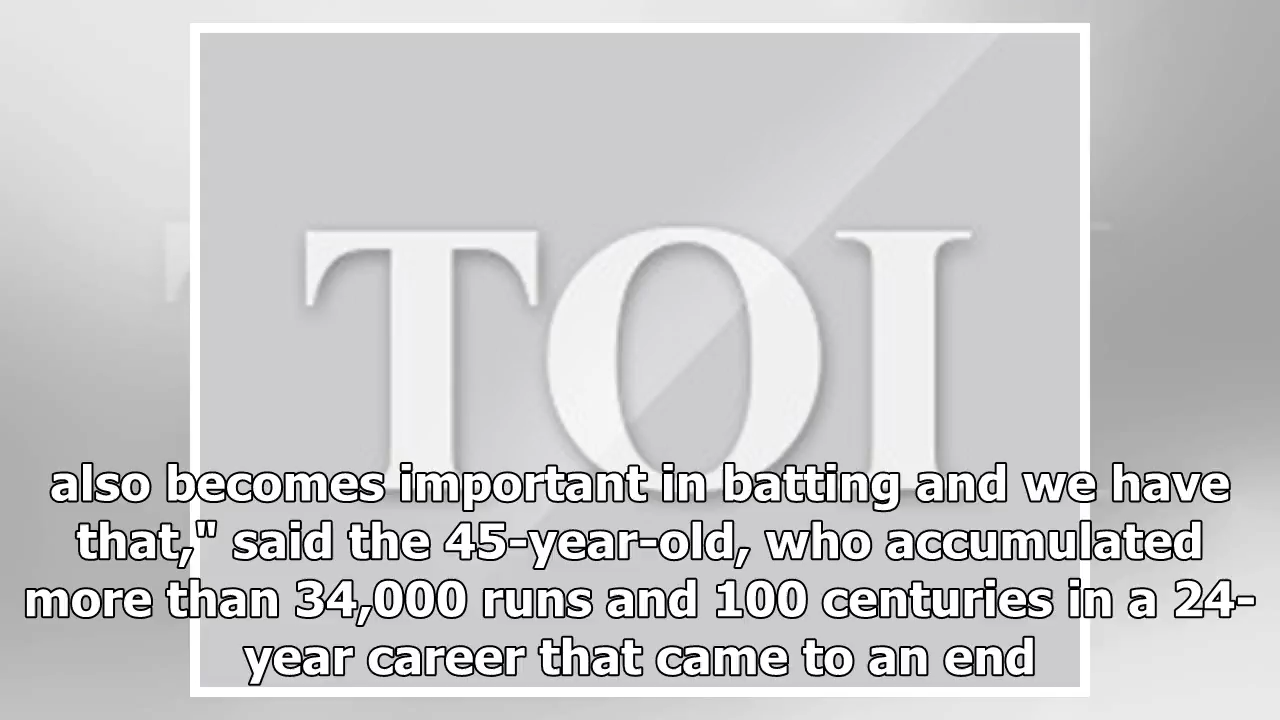 TOI
also becomes important in batting and we have
that," said the 45-year-old, who accumulated
more than 34,000 runs and 100 centuries in a 24-
year career that came to an end